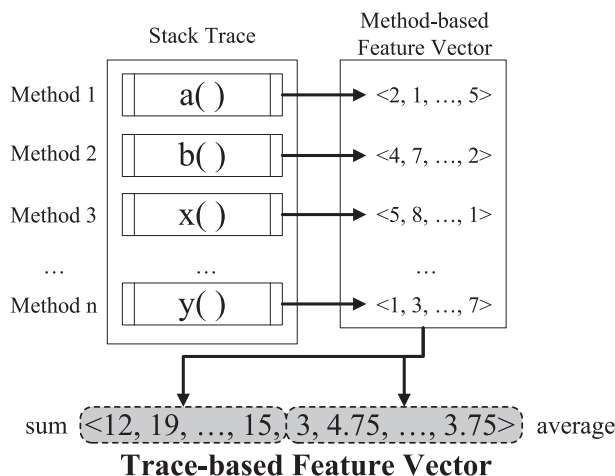 Stack Trace
Method-based
Feature Vector
Method 1
a( )
<2, 1, …, 5>
Method 2
b( )
<4, 7, …, 2>
Method 3
x( )
<5, 8, …, 1>
…
…
…
Method n
y( )
<1, 3, …, 7>
sum <12, 19, …, 15, 3, 4.75, …, 3.75> average
Trace-based Feature Vector